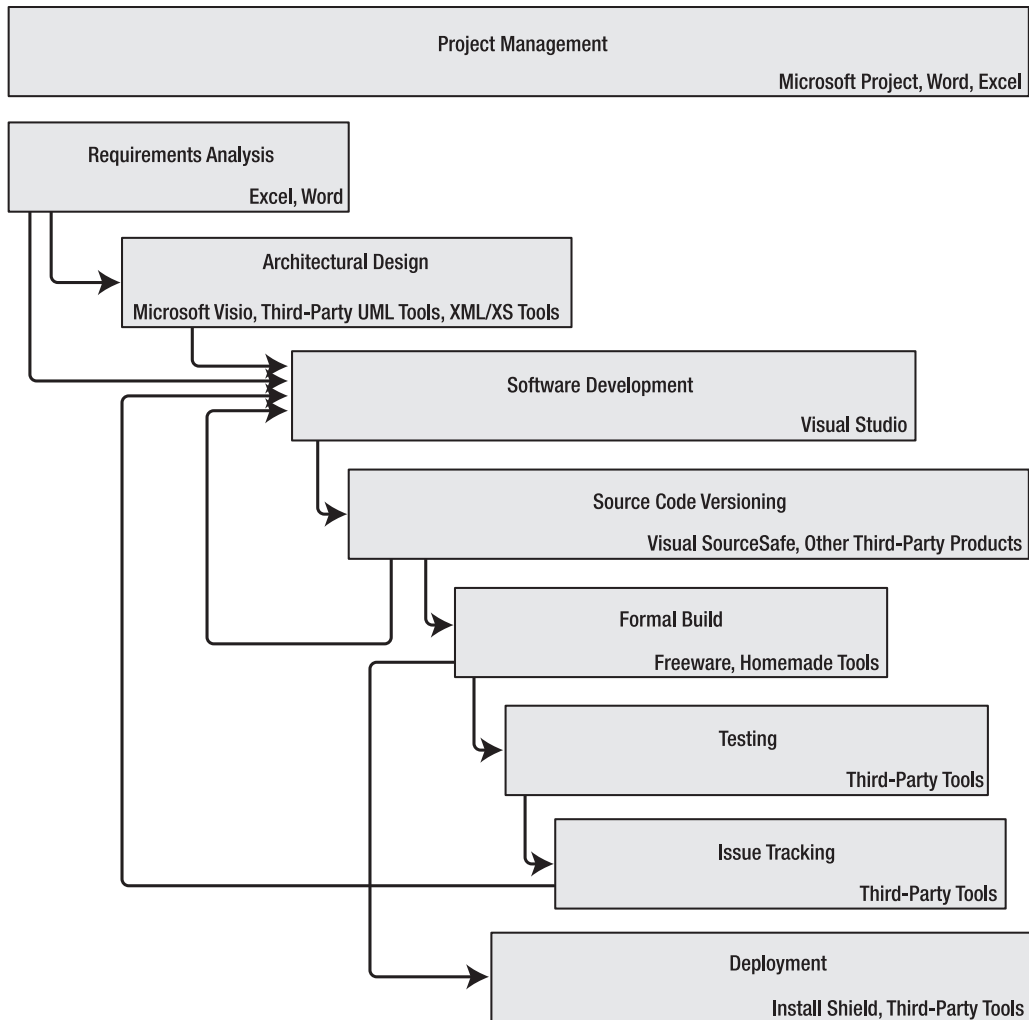 Project Management
Microsoft Project, Word, Excel
Requirements Analysis
Excel, Word
Architectural Design
Microsoft Visio, Third-Party UML Tools, XML/XS Tools
Software Development
Visual Studio
Source Code Versioning
Visual SourceSafe, Other Third-Party Products
Formal Build
Freeware, Homemade Tools
Testing
Third-Party Tools
Issue Tracking
Third-Party Tools
Deployment
Install Shield, Third-Party Tools